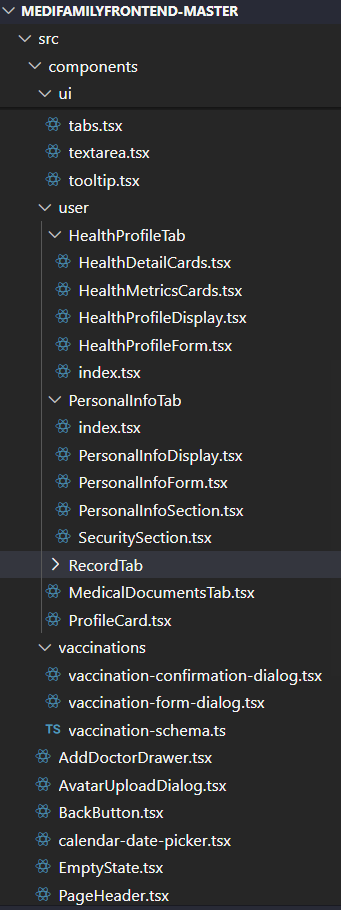 MEDIFAMILYFRONTEND-MASTER
src
components
ui
tabs.tsx
textarea.tsx
tooltip.tsx
user
HealthProfileTab
HealthDetailCards.tsx
HealthMetricsCards.tsx
HealthProfileDisplay.tsx
HealthProfileForm.tsx
index.tsx
PersonalInfoTab
index.tsx
PersonalInfoDisplay.tsx
PersonalInfoForm.tsx
PersonalInfoSection.tsx
SecuritySection.tsx
RecordTab
MedicalDocumentsTab.tsx
ProfileCard.tsx
vaccinations
vaccination-confirmation-dialog.tsx
vaccination-form-dialog.tsx
TS vaccination-schema.ts
AddDoctorDrawer.tsx
AvatarUploadDialog.tsx
BackButton.tsx
calendar-date-picker.tsx
EmptyState.tsx
PageHeader.tsx